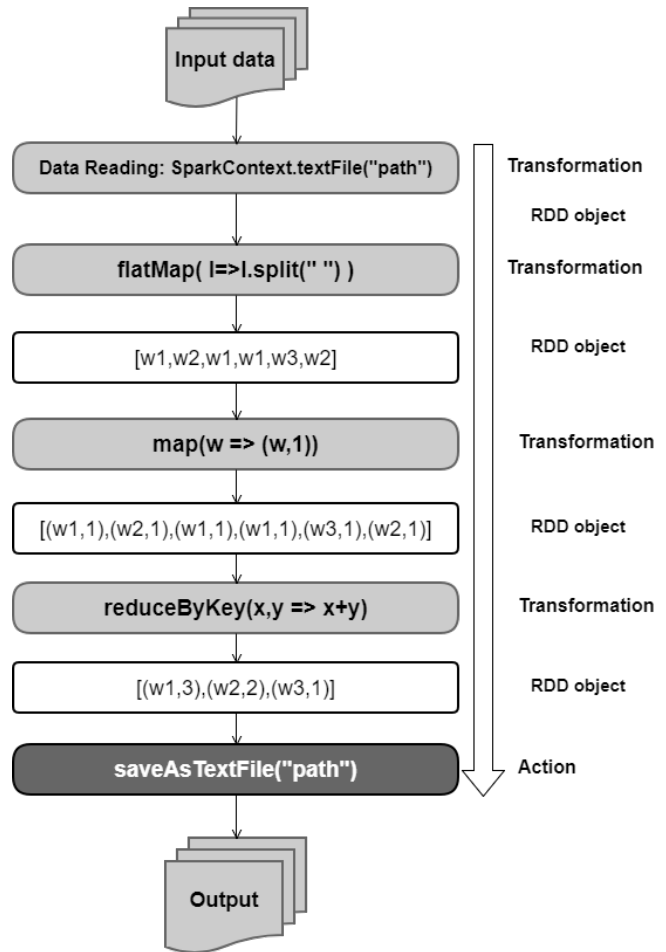 Input data
Data Reading: SparkContext.textFile("path")
Transformation
RDD object
flatMap( l=>l.split(" ") )
Transformation
[w1,w2,w1,w1,w3,w2]
RDD object
map(w => (w,1))
Transformation
[(w1,1),(w2,1),(w1,1),(w1,1),(w3,1),(w2,1)]
RDD object
reduceByKey(x,y => x+y)
Transformation
[(w1,3),(w2,2),(w3,1)]
RDD object
saveAsTextFile("path")
Action
Output